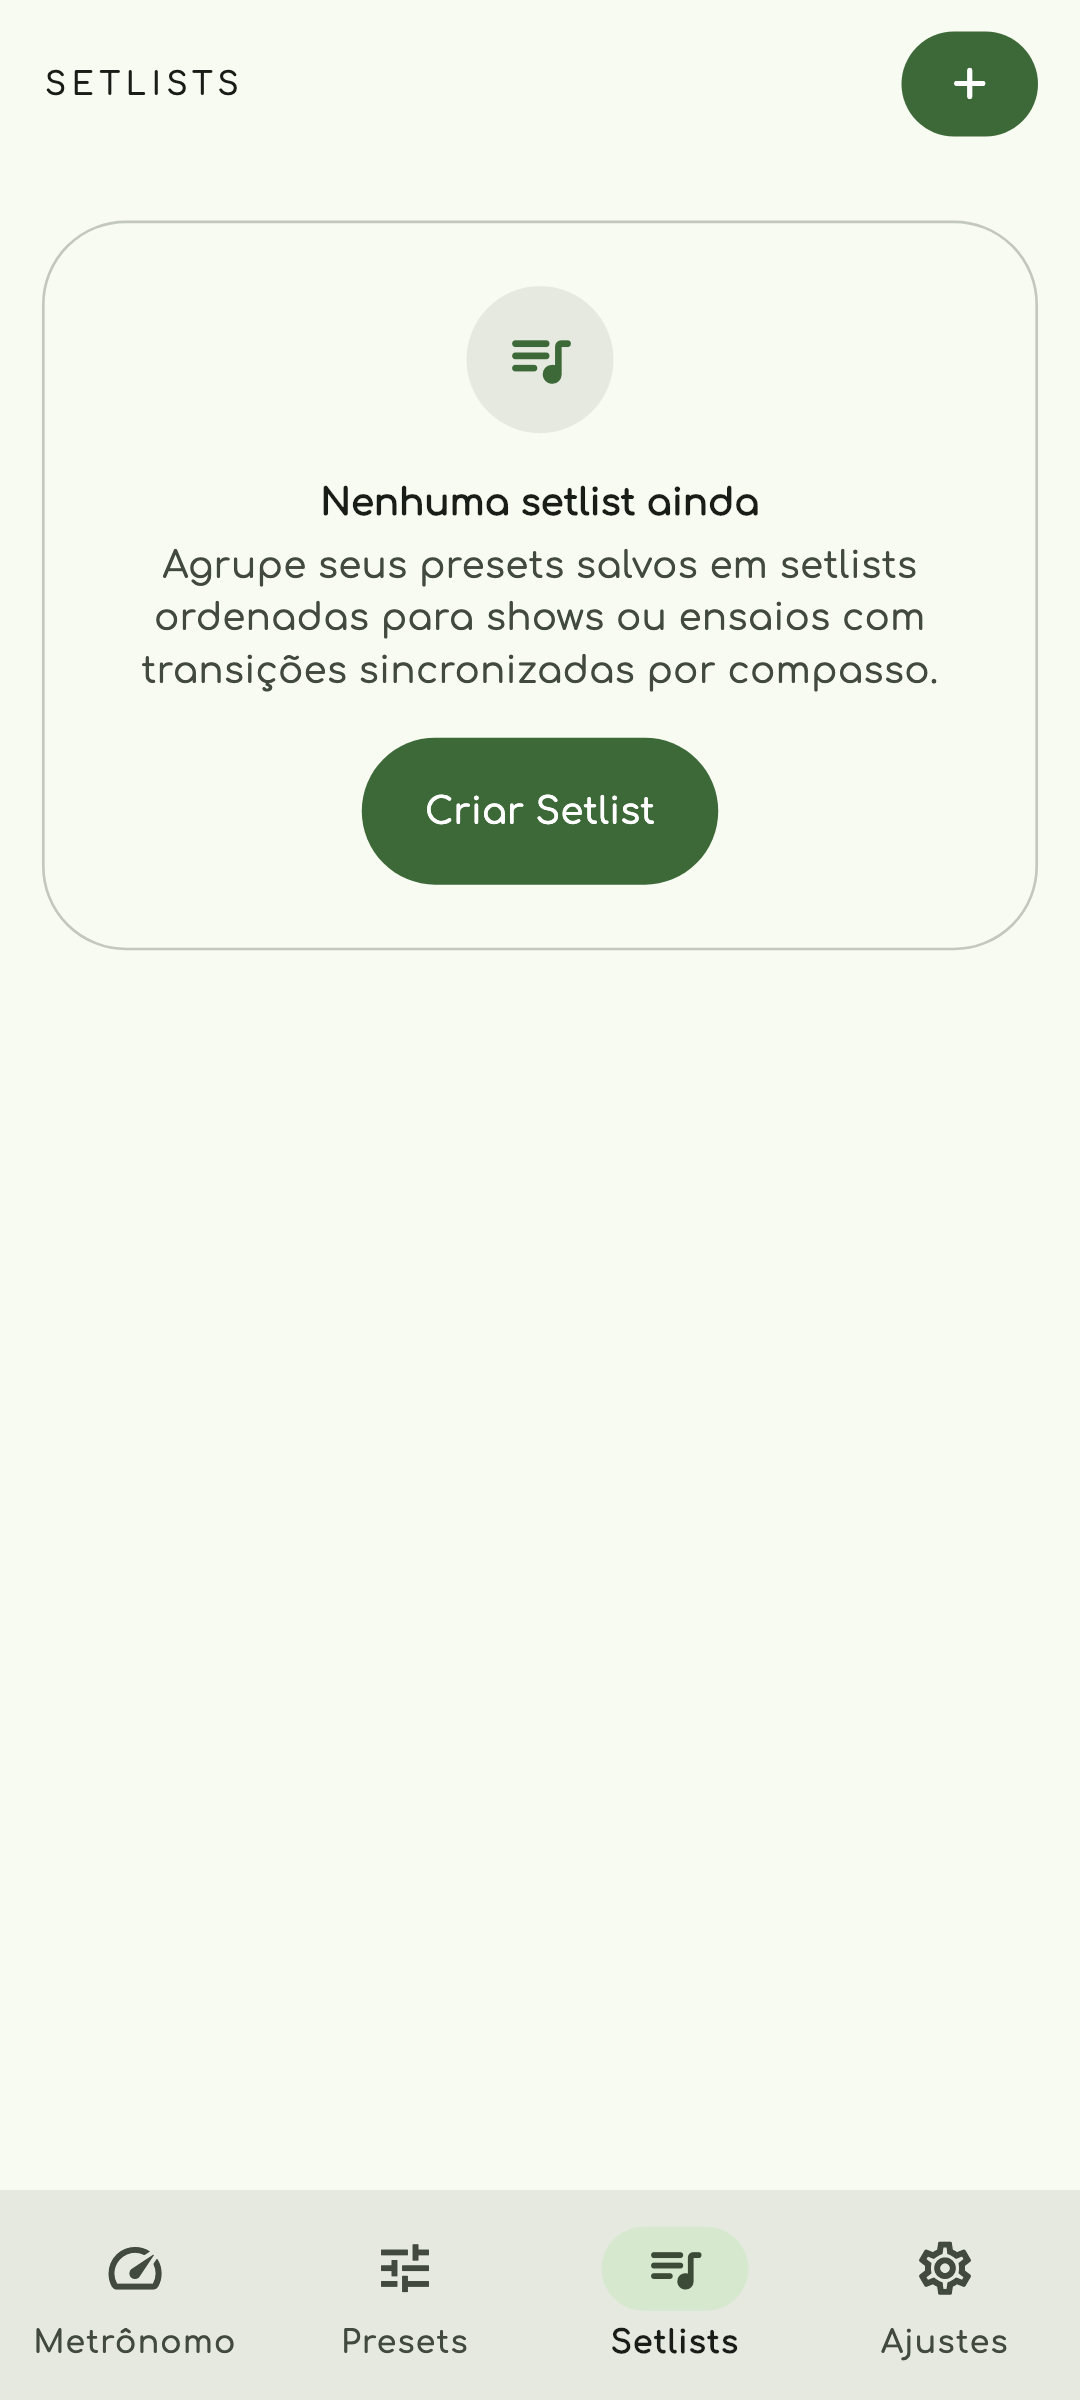 SETLISTS
Nenhuma setlist ainda
Agrupe seus presets salvos em setlists
ordenadas para shows ou ensaios com
transições sincronizadas por compasso.
Criar Setlist
Metrônomo
Presets
Setlists
Ajustes